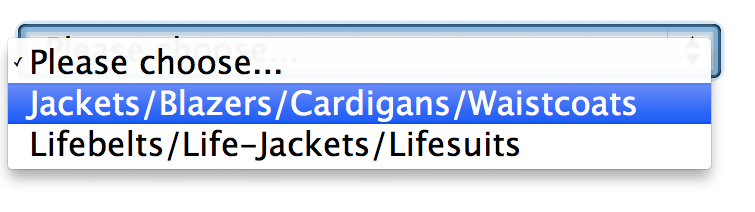 ✓ Please choose...
Jackets/Blazers/Cardigans/Waistcoats
Lifebelts/Life-Jackets/Lifesuits